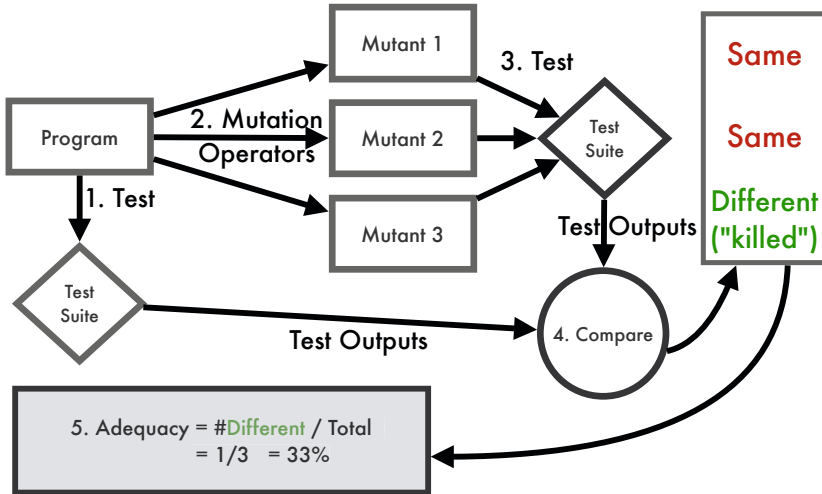 Mutant 1
3. Test
Same
Program
2. Mutation
Operators
Mutant 2
Test
Suite
Same
1. Test
Mutant 3
Different
("killed")
Test Outputs
Test
Suite
Test Outputs
4. Compare
5. Adequacy = #Different / Total
= 1/3 = 33%